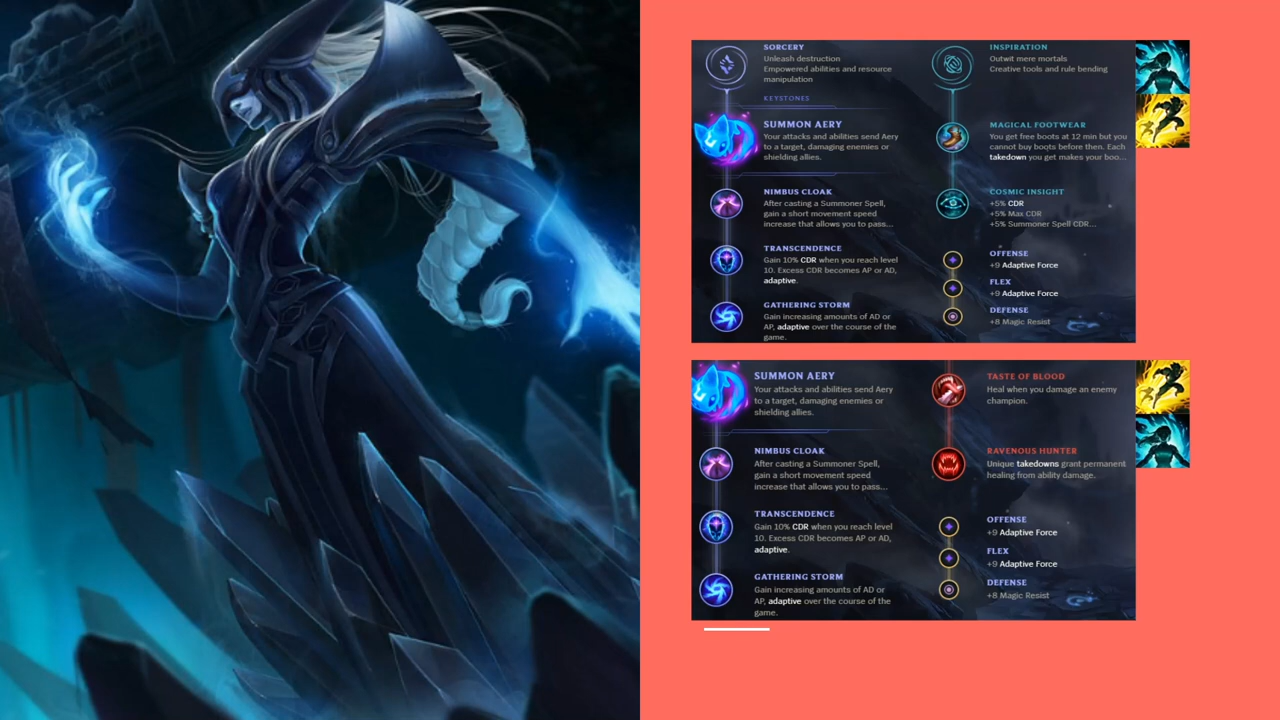 SORCERY
Unleash destruction
Empowered abilities and resource
manipulation
KEYSTONES
SUMMON AERY
Your attacks and abilities send Aery
to a target, damaging enemies or
shielding allies.
NIMBUS CLOAK
After casting a Summoner Spell,
gain a short movement speed
increase that allows you to pass...
TRANSCENDENCE
Gain 10% CDR when you reach level
10. Excess CDR becomes AP or AD,
adaptive.
GATHERING STORM
Gain increasing amounts of AD or
AP, adaptive over the course of the
game.
INSPIRATION
Outwit mere mortals
Creative tools and rule bending
MAGICAL FOOTWEAR
You get free boots at 12 min but you
cannot buy boots before then. Each
takedown you get makes your boo...
COSMIC INSIGHT
+5% CDR
+5% Max CDR
+5% Summoner Spell CDR...
OFFENSE
+9 Adaptive Force
FLEX
+9 Adaptive Force
DEFENSE
+8 Magic Resist
SUMMON AERY
Your attacks and abilities send Aery
to a target, damaging enemies or
shielding allies.
NIMBUS CLOAK
After casting a Summoner Spell,
gain a short movement speed
increase that allows you to pass...
TRANSCENDENCE
Gain 10% CDR when you reach level
10. Excess CDR becomes AP or AD,
adaptive.
GATHERING STORM
Gain increasing amounts of AD or
AP, adaptive over the course of the
game.
TASTE OF BLOOD
Heal when you damage an enemy
champion.
RAVENOUS HUNTER
Unique takedowns grant permanent
healing from ability damage.
OFFENSE
+9 Adaptive Force
FLEX
+9 Adaptive Force
DEFENSE
+8 Magic Resist